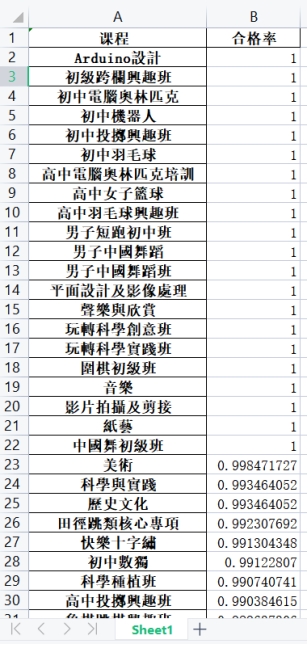 A B
1 課程 合格率
2 Arduino設計 1
3 初級跨欄興趣班 1
4 初中電腦奧林匹克 1
5 初中機器人 1
6 初中投擲興趣班 1
7 初中羽毛球 1
8 高中電腦奧林匹克培訓 1
9 高中女子籃球 1
10 高中羽毛球興趣班 1
11 男子短跑初中班 1
12 男子中國舞蹈 1
13 男子中國舞蹈班 1
14 平面設計及影像處理 1
15 聲樂與欣賞 1
16 玩轉科學創意班 1
17 玩轉科學實踐班 1
18 圍棋初級班 1
19 音樂 1
20 影片拍攝及剪接 1
21 紙藝 1
22 中國舞初級班 1
23 美術 0.998471727
24 科學與實踐 0.993464052
25 歷史文化 0.993464052
26 田徑跳類核心專項 0.992307692
27 快樂十字繡 0.991304348
28 初中數獨 0.99122807
29 科學種植班 0.990740741
30 高中投擲興趣班 0.990384615
Sheet1